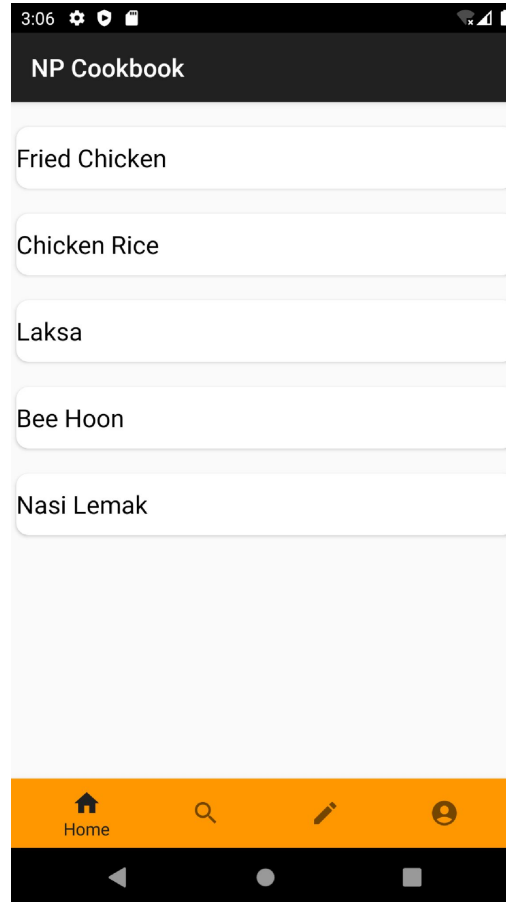 3:06
NP Cookbook
Fried Chicken
Chicken Rice
Laksa
Bee Hoon
Nasi Lemak
Home